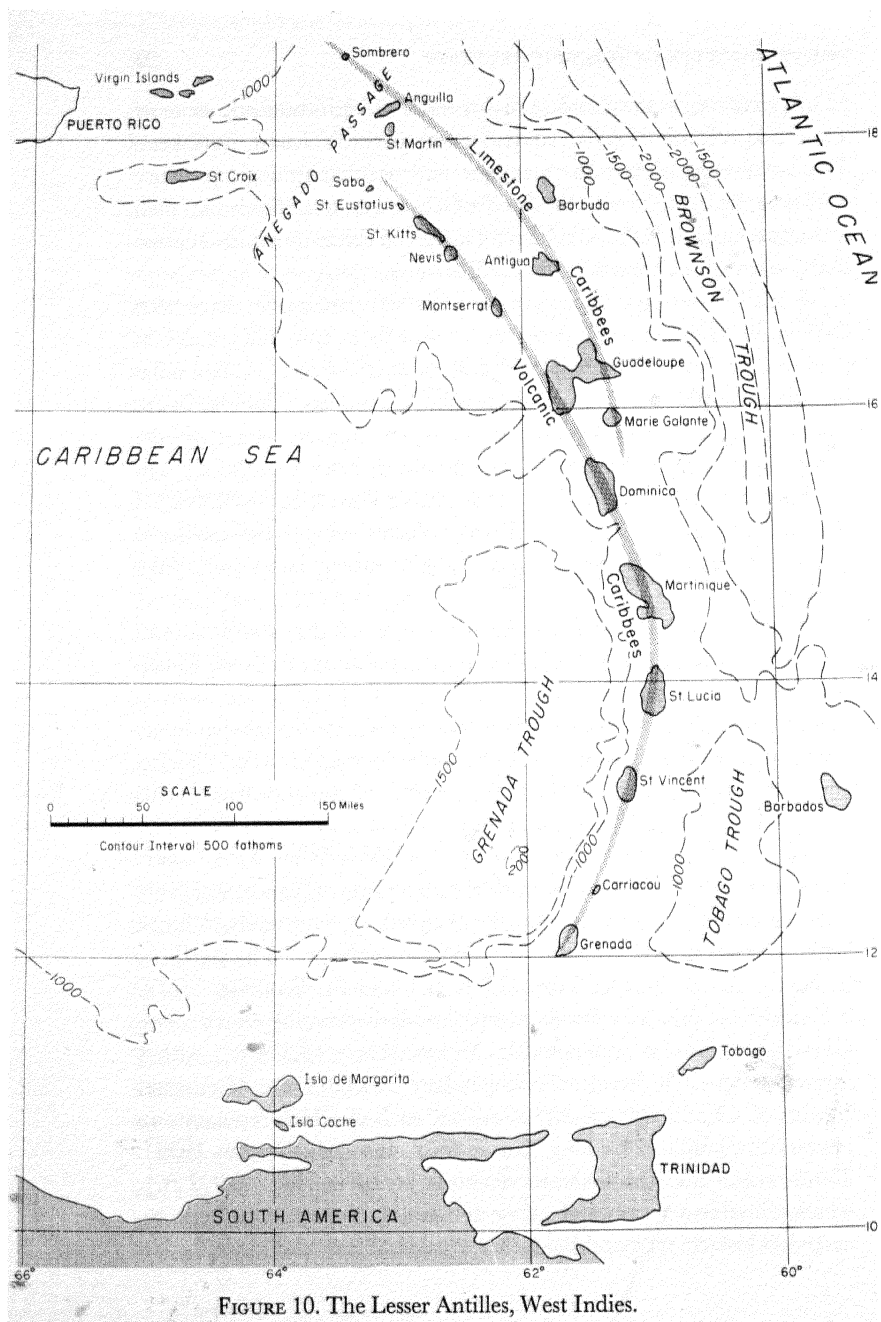 Sombrero
Virgin Islands
1000
ANEGADO PASSAGE
Anguilla
PUERTO RICO
St Martin
ATLANTIC OCEAN
18
Limestone
Caribbees
1000
1500
2000
2000
1500
St Croix
Saba
St. Eustatius
Barbuda
BROWNSON
TROUGH
St. Kitts
Nevis
Antigua
Montserrat
Guadeloupe
Volcanic
Caribbees
16
Marie Galante
CARIBBEAN SEA
Dominica
Martinique
14
St Lucia
GRENADA TROUGH
1500
SCALE
0 50 100 150 Miles
Contour Interval 500 fathoms
St Vincent
Barbados
2000
1000
1000
TOBAGO TROUGH
Carriacou
Grenada
12
1000
Tobago
Isla de Margarita
Isla Coche
TRINIDAD
SOUTH AMERICA
10
66° 64° 62° 60°
FIGURE 10. The Lesser Antilles, West Indies.